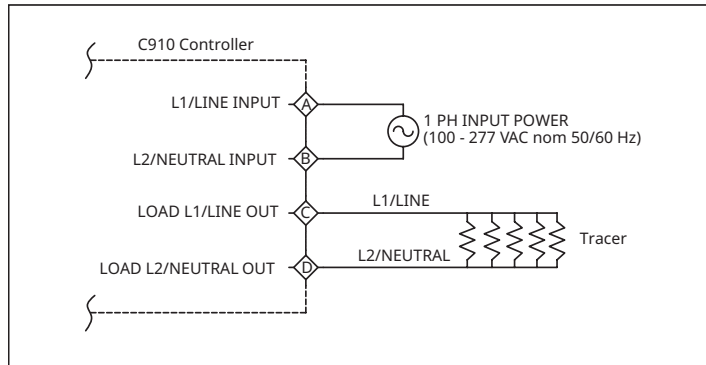 C910 Controller
L1/LINE INPUT
A
1 PH INPUT POWER
(100 - 277 VAC nom 50/60 Hz)
L2/NEUTRAL INPUT
B
LOAD L1/LINE OUT
C
L1/LINE
Tracer
L2/NEUTRAL
LOAD L2/NEUTRAL OUT
D